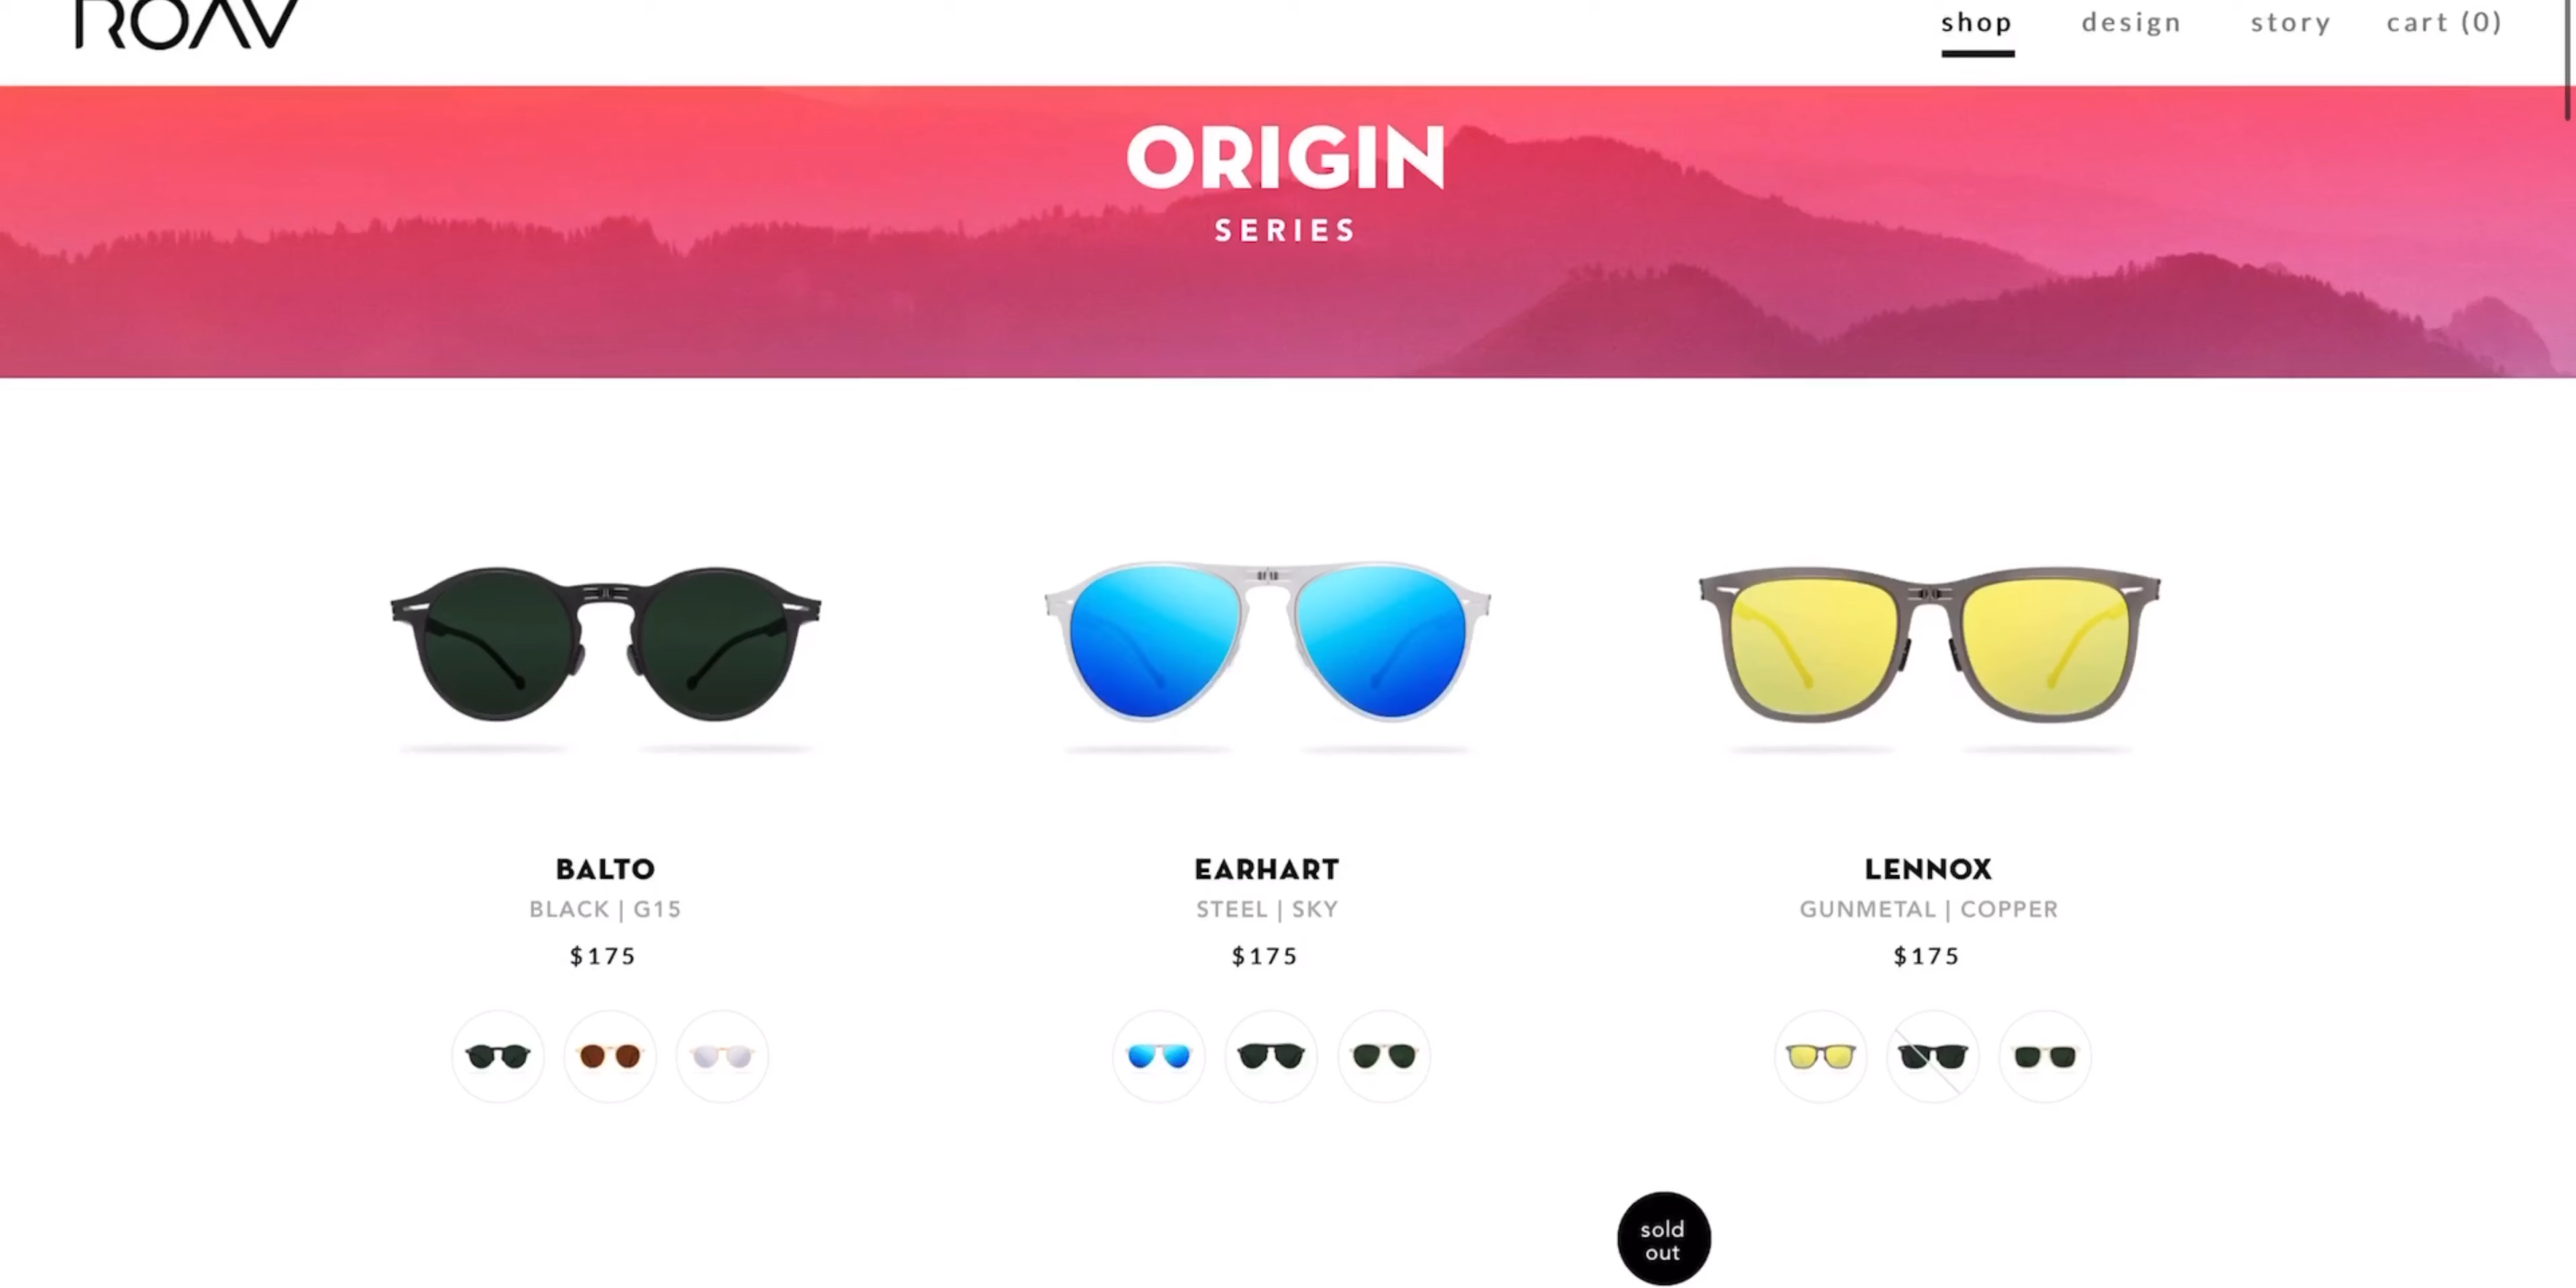 ROAV
shop design story cart (0)
ORIGIN
SERIES
BALTO
BLACK | G15
$175
EARHART
STEEL | SKY
$175
LENNOX
GUNMETAL | COPPER
$175
sold
out